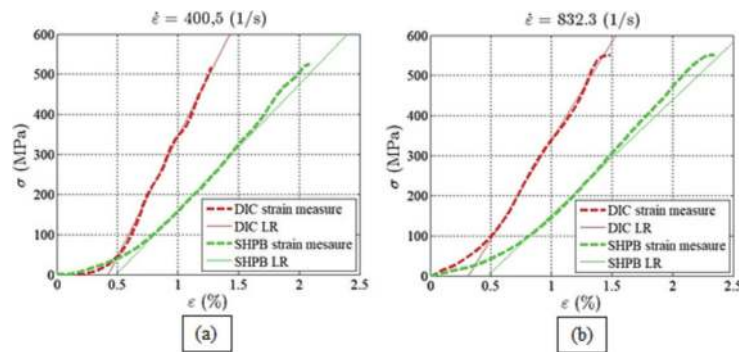 ε̇ = 400,5 (1/s)
600
500
400
300
200
100
0
σ (MPa)
DIC strain measure
DIC LR
SHPB strain mesaure
SHPB LR
0 0.5 1 1.5 2 2.5
ε (%)
(a)
ε̇ = 832.3 (1/s)
600
500
400
300
200
100
0
σ (MPa)
DIC strain measure
DIC LR
SHPB strain mesaure
SHPB LR
0 0.5 1 1.5 2 2.5
ε (%)
(b)